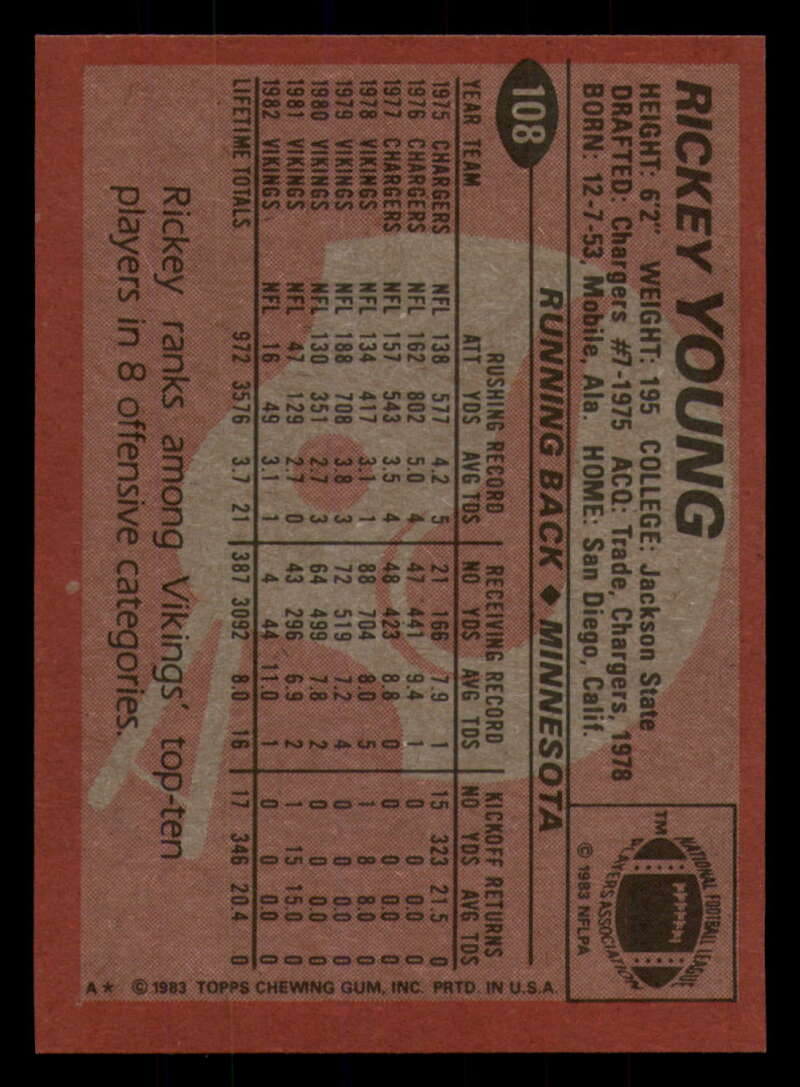 RICKEY YOUNG
HEIGHT: 6'2" WEIGHT: 195 COLLEGE: Jackson State
DRAFTED: Chargers #7-1975 ACQ: Trade, Chargers, 1978
BORN: 12-7-53, Mobile, Ala. HOME: San Diego, Calif.
NATIONAL FOOTBALL LEAGUE
PLAYERS ASSOCIATION
TM
© 1983 NFLPA
108
RUNNING BACK ♦ MINNESOTA
RUSHING RECORD RECEIVING RECORD KICKOFF RETURNS
YEAR TEAM ATT YDS AVG TDS NO YDS AVG TDS NO YDS AVG TDS
1975 CHARGERS NFL 138 577 4.2 5 21 166 7.9 1 15 323 21.5 0
1976 CHARGERS NFL 162 802 5.0 4 47 441 9.4 1 0 0 0.0 0
1977 CHARGERS NFL 157 543 3.5 4 48 423 8.8 0 0 0 0.0 0
1978 VIKINGS NFL 134 417 3.1 1 88 704 8.0 5 1 8 8.0 0
1979 VIKINGS NFL 188 708 3.8 3 72 519 7.2 4 0 0 0.0 0
1980 VIKINGS NFL 130 351 2.7 3 64 499 7.8 2 0 0 0.0 0
1981 VIKINGS NFL 47 129 2.7 0 43 296 6.9 2 1 15 15.0 0
1982 VIKINGS NFL 16 49 3.1 1 4 44 11.0 1 0 0 0.0 0
LIFETIME TOTALS 972 3576 3.7 21 387 3092 8.0 16 17 346 20.4 0
Rickey ranks among Vikings' top-ten
players in 8 offensive categories.
A★ © 1983 TOPPS CHEWING GUM, INC. PRTD. IN U.S.A.